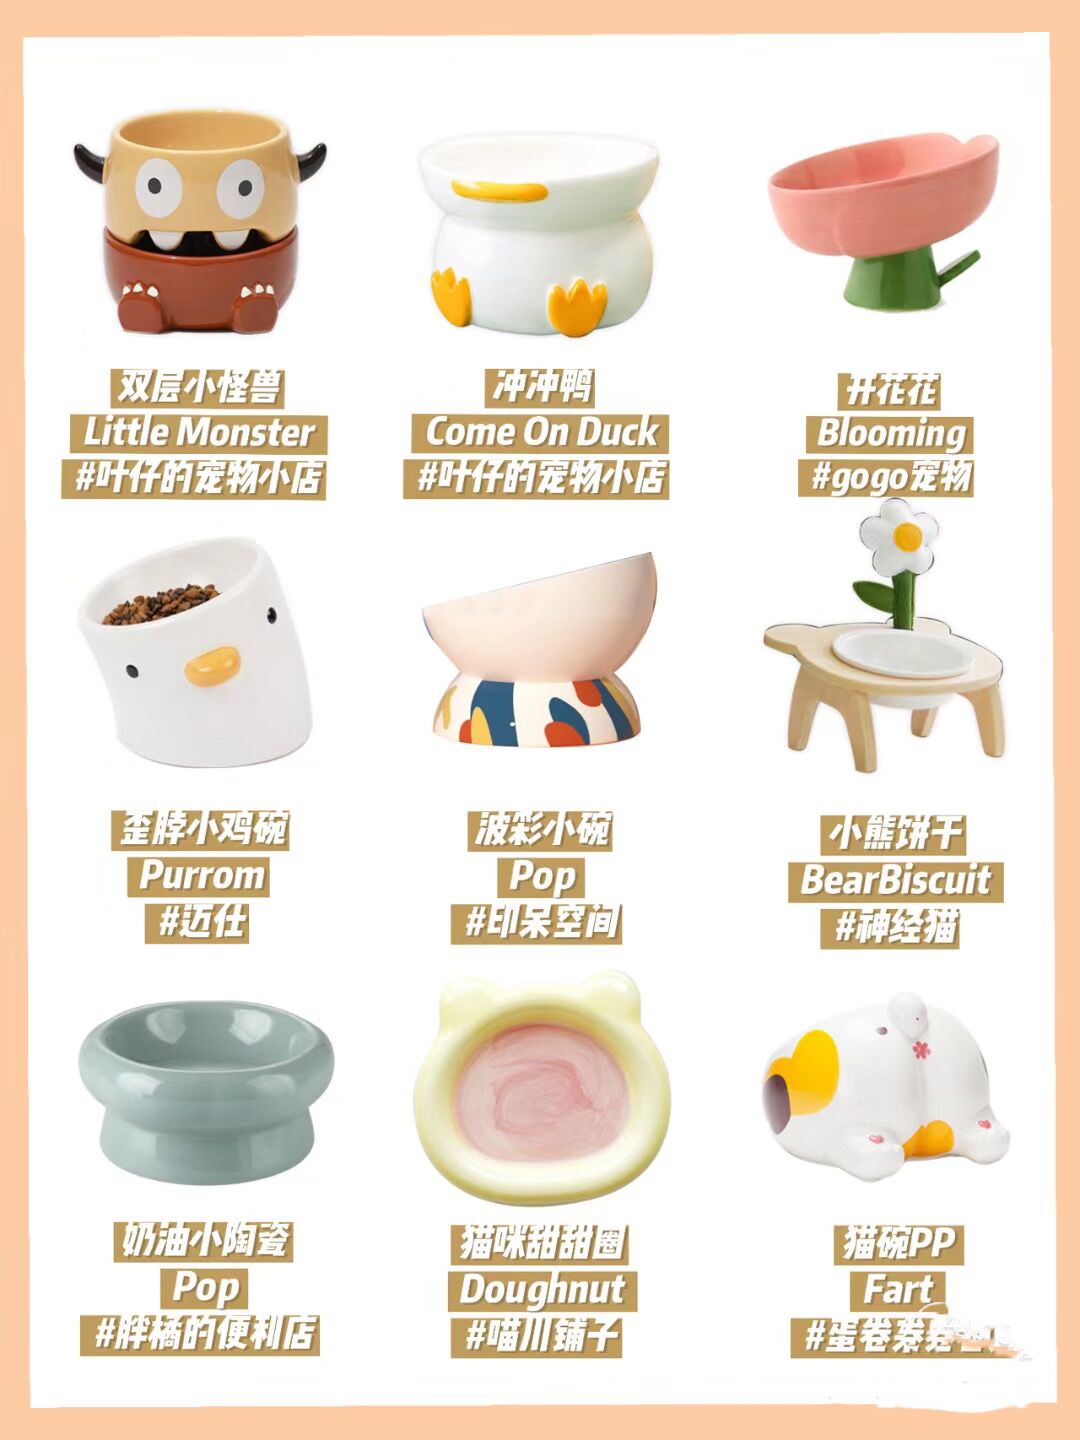 双层小怪兽
Little Monster
#叶仔的宠物小店
冲冲鸭
Come On Duck
#叶仔的宠物小店
开花花
Blooming
#gogo宠物
歪脖小鸡碗
Purrom
#迈仕
波彩小碗
Pop
#印呆空间
小熊饼干
BearBiscuit
#神经猫
奶油小陶瓷
Pop
#胖橘的便利店
猫咪甜甜圈
Doughnut
#喵川铺子
猫碗PP
Fart
#蛋卷